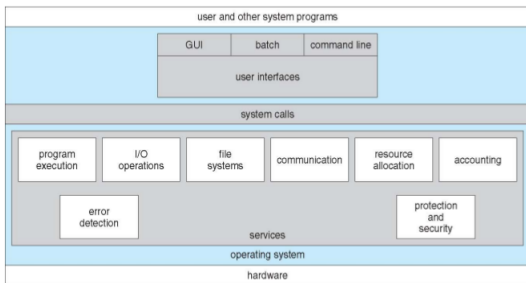 user and other system programs
GUI batch command line
user interfaces
system calls
program
execution
I/O
operations
file
systems
communication
resource
allocation
accounting
error
detection
protection
and
security
services
operating system
hardware